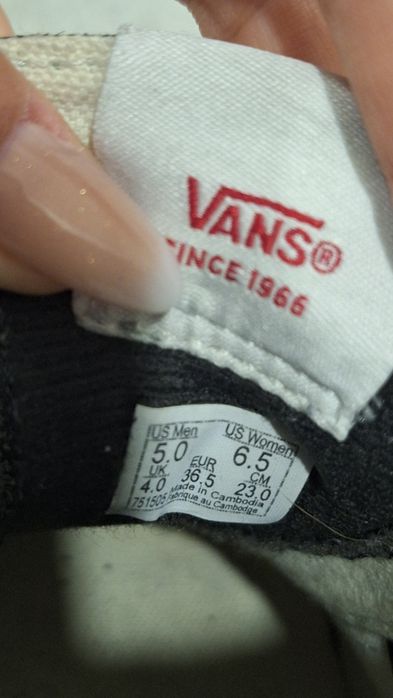 VANS®
SINCE 1966
US Men US Women
5.0 6.5
UK EUR CM
4.0 36.5 23.0
Made in Cambodia
751505 Fabrique au Cambodge